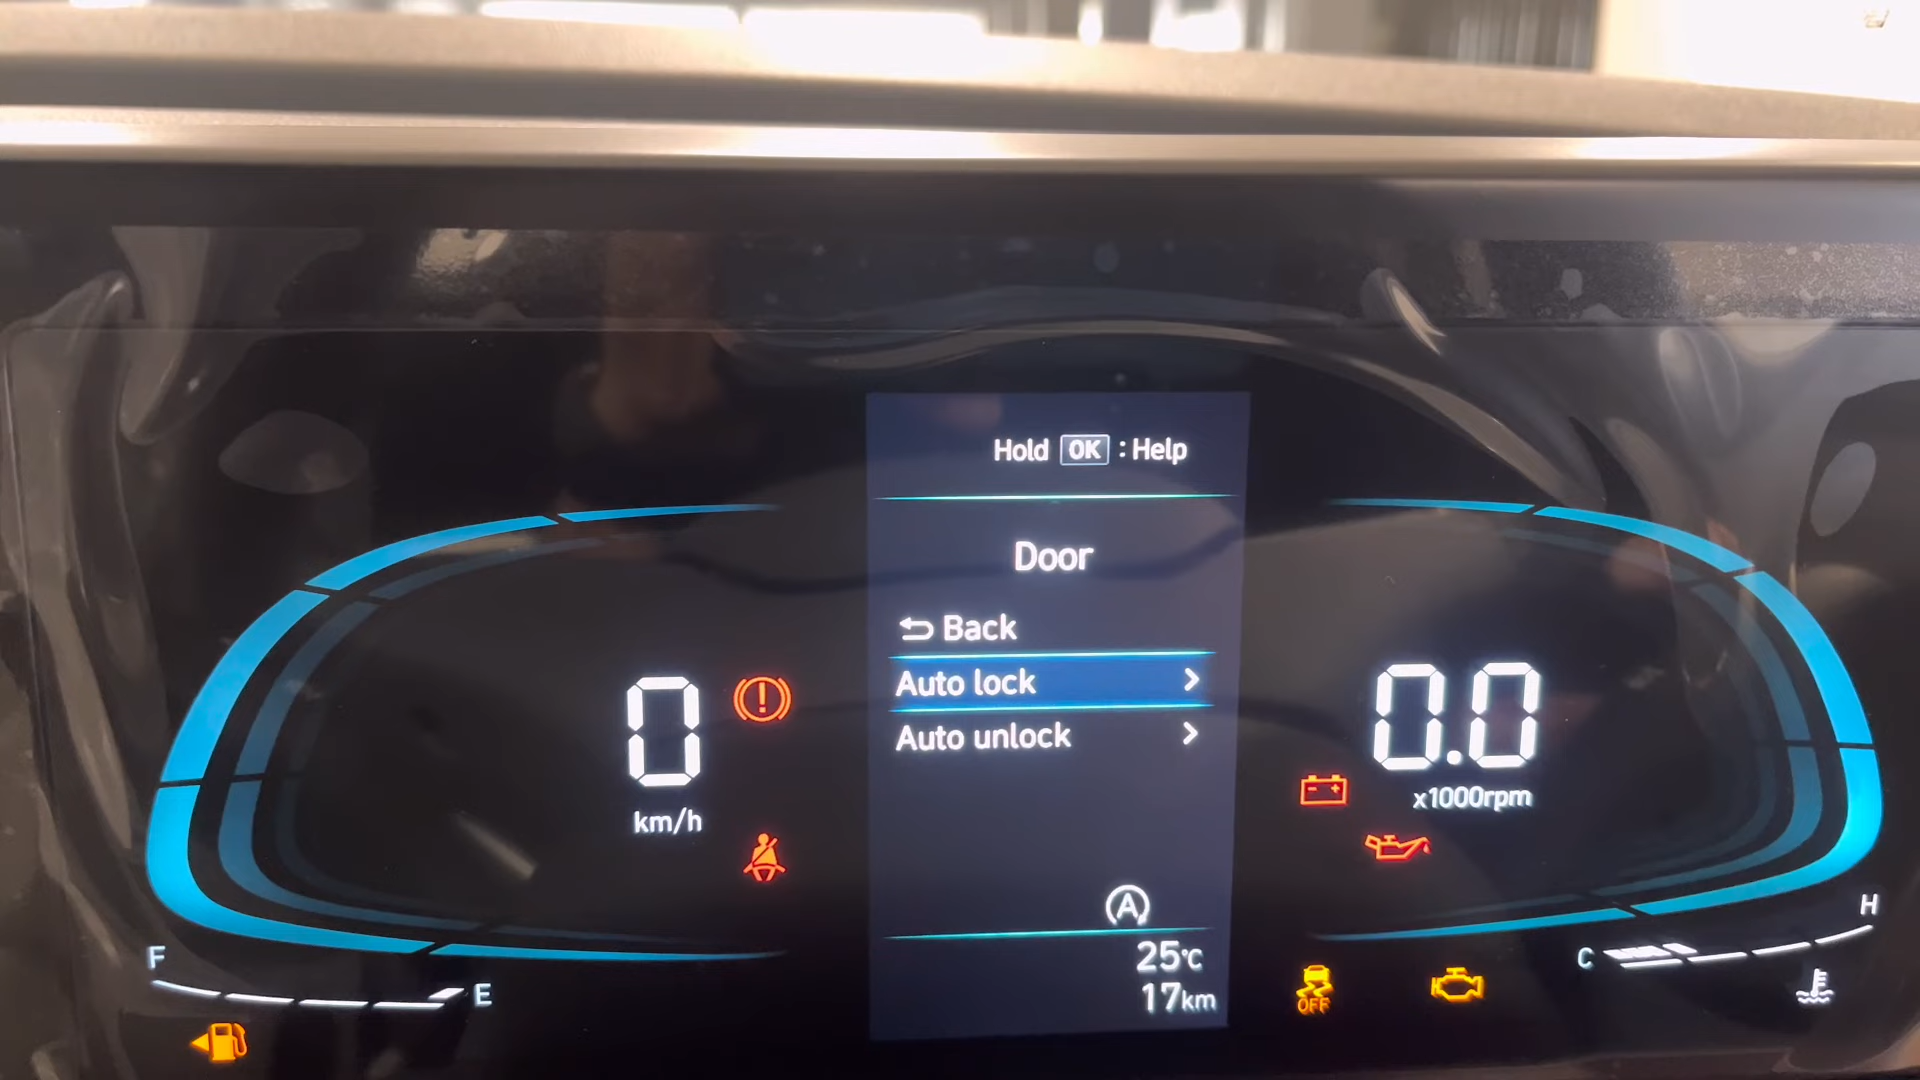 Hold OK : Help
Door
Back
Auto lock
Auto unlock
0
km/h
0.0
x1000rpm
A
25°C
17km
F
E
OFF
C
H